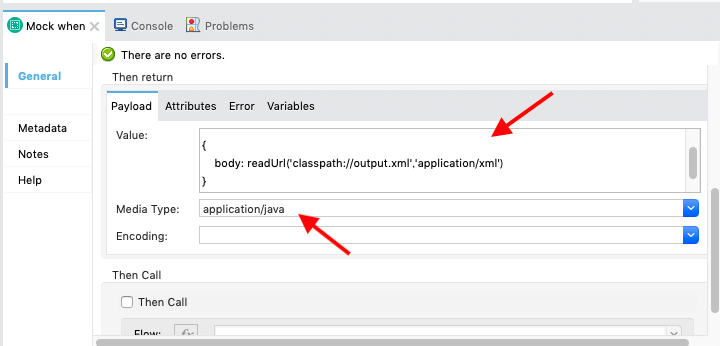 Mock when
Console
Problems
General
Metadata
Notes
Help
There are no errors.
Then return
Payload Attributes Error Variables
Value:
{
body: readUrl('classpath://output.xml','application/xml')
}
Media Type: application/java
Encoding:
Then Call
Then Call
Flow: fx